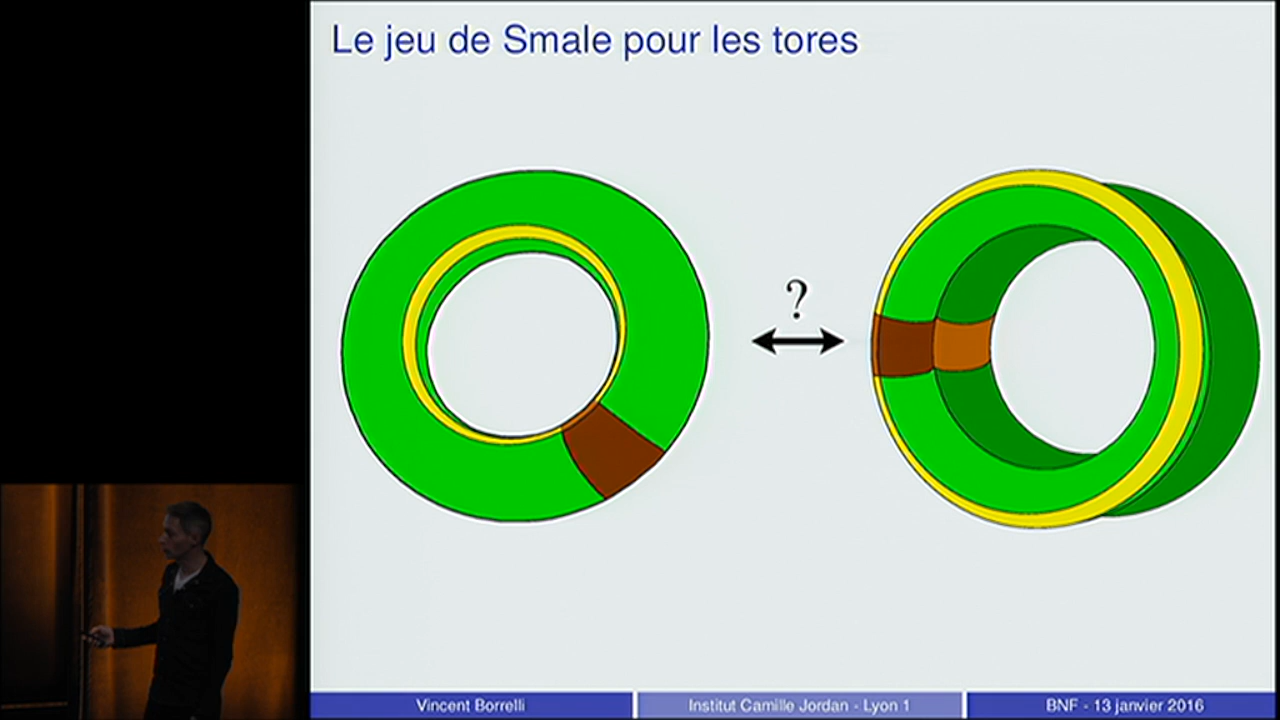 Le jeu de Smale pour les tores
?
Vincent Borrelli
Institut Camille Jordan - Lyon 1
BNF - 13 janvier 2016